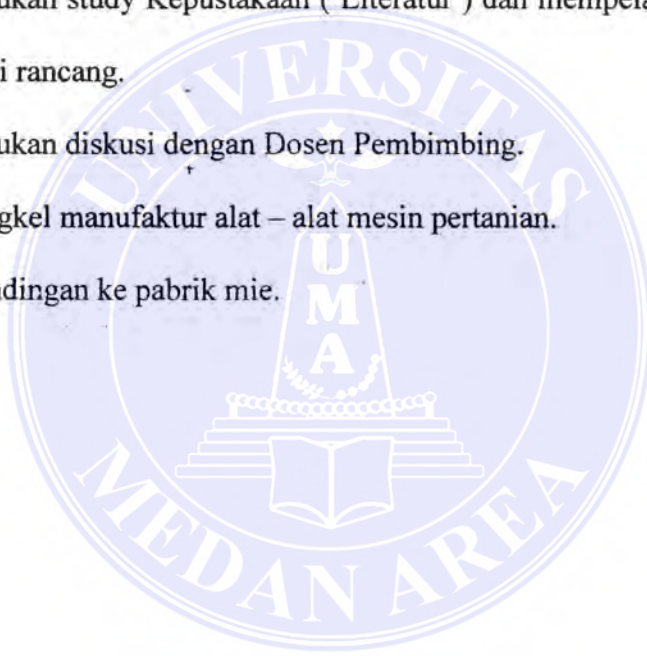 ukan study Kepustakaan ( Literatur ) dan mempela
i rancang.
ukan diskusi dengan Dosen Pembimbing.
gkel manufaktur alat – alat mesin pertanian.
ndingan ke pabrik mie.
UNIVERSITAS
UMA
MEDAN AREA